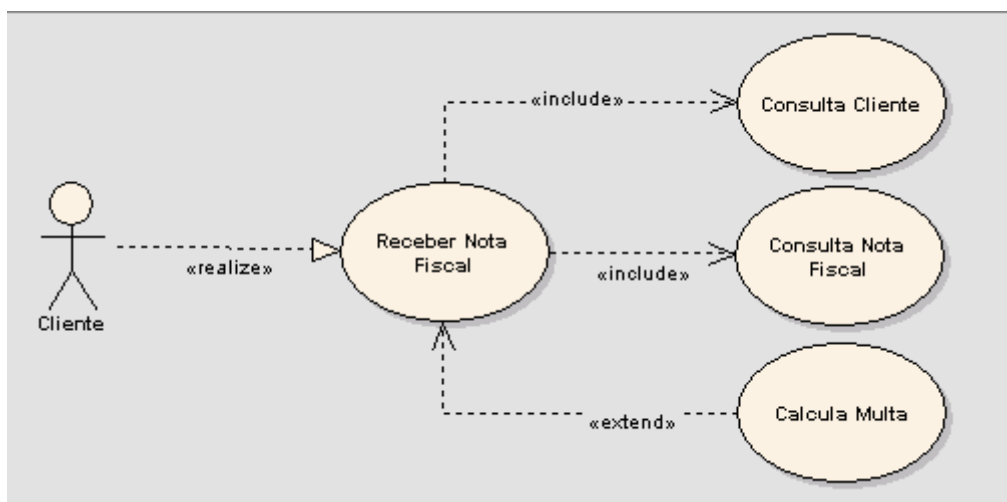 «include»
Consulta Cliente
Cliente
«realize»
Receber Nota
Fiscal
«include»
Consulta Nota
Fiscal
«extend»
Calcula Multa